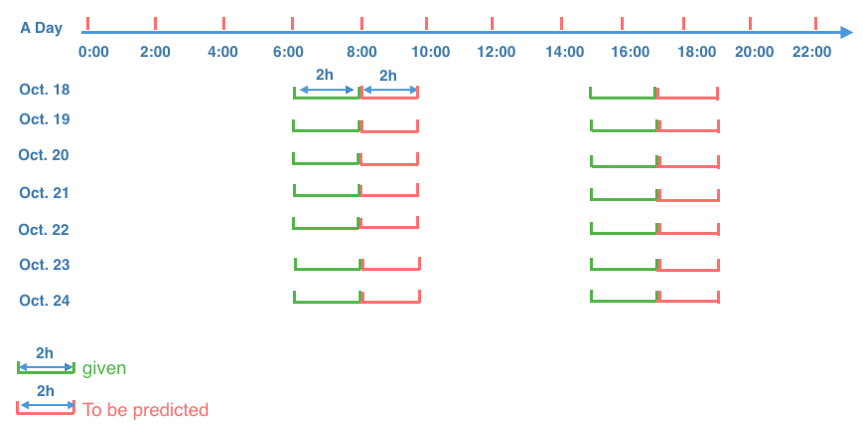 A Day
0:00 2:00 4:00 6:00 8:00 10:00 12:00 14:00 16:00 18:00 20:00 22:00
2h 2h
Oct. 18
Oct. 19
Oct. 20
Oct. 21
Oct. 22
Oct. 23
Oct. 24
2h
given
2h
To be predicted